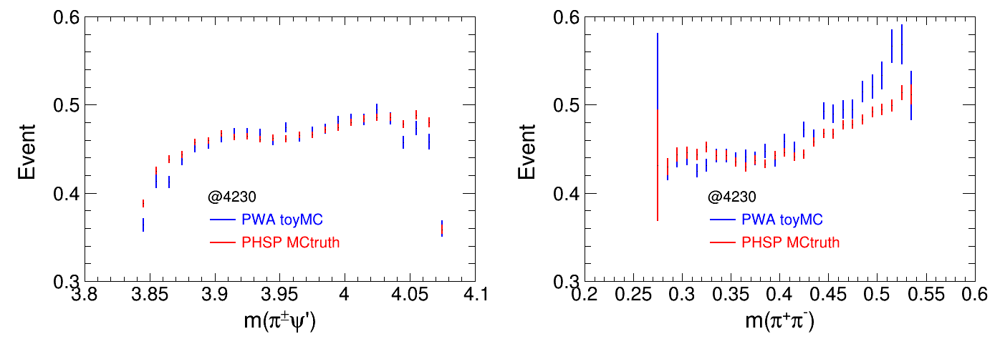 0.6
0.5
0.4
0.3
Event
@4230
PWA toyMC
PHSP MCtruth
3.8 3.85 3.9 3.95 4 4.05 4.1
m(π±ψ')
0.6
0.5
0.4
0.3
Event
@4230
PWA toyMC
PHSP MCtruth
0.2 0.25 0.3 0.35 0.4 0.45 0.5 0.55 0.6
m(π⁺π⁻)